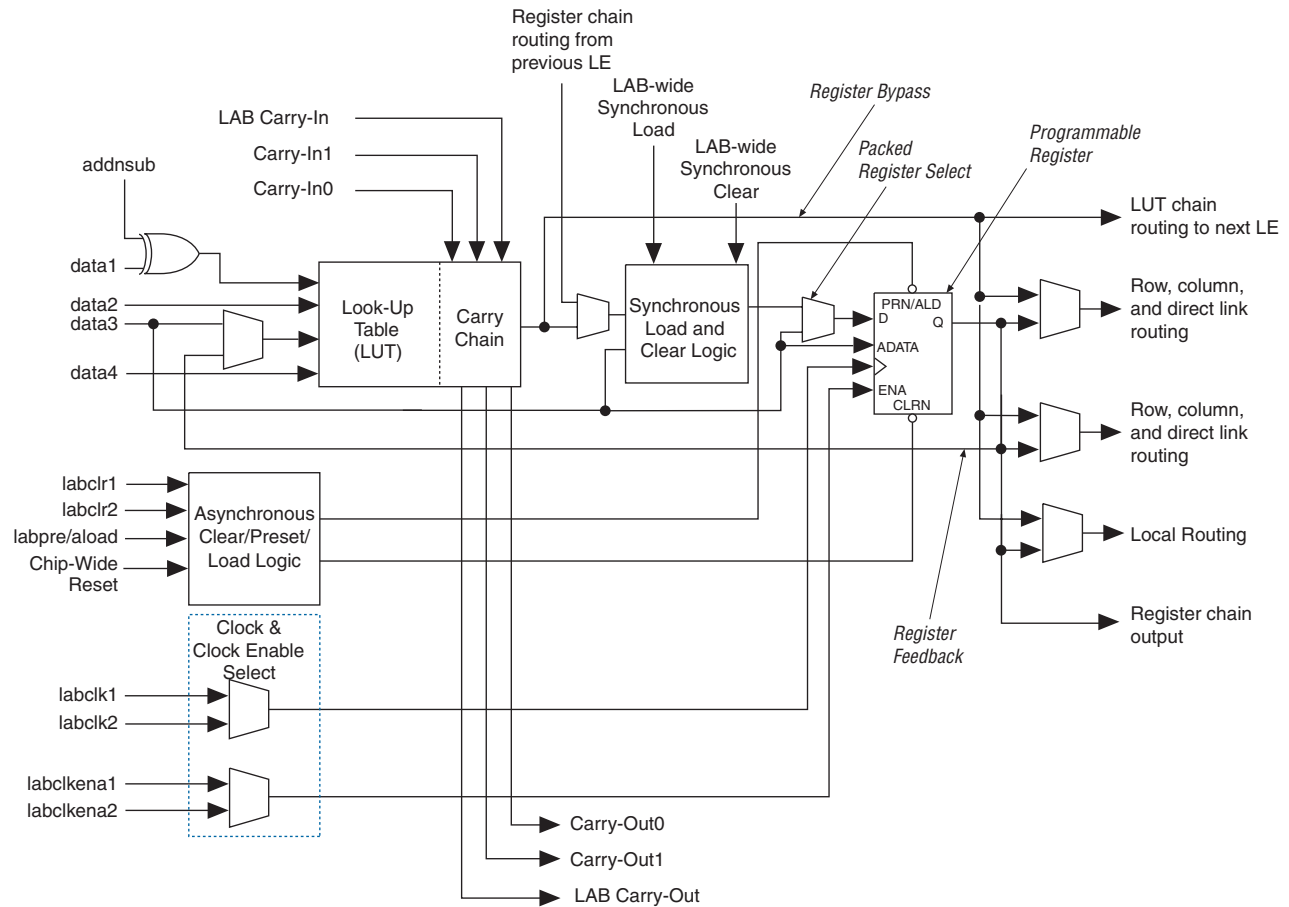 Register chain
routing from
previous LE
LAB-wide
Synchronous
Load
LAB-wide
Synchronous
Clear
Register Bypass
Packed
Register Select
Programmable
Register
LAB Carry-In
Carry-In1
Carry-In0
addnsub
data1
data2
data3
data4
Look-Up
Table
(LUT)
Carry
Chain
Synchronous
Load and
Clear Logic
PRN/ALD
D
Q
ADATA
ENA
CLRN
LUT chain
routing to next LE
Row, column,
and direct link
routing
Row, column,
and direct link
routing
Local Routing
Register chain
output
Register
Feedback
labclr1
labclr2
labpre/aload
Chip-Wide
Reset
Asynchronous
Clear/Preset/
Load Logic
Clock &
Clock Enable
Select
labclk1
labclk2
labclkena1
labclkena2
Carry-Out0
Carry-Out1
LAB Carry-Out